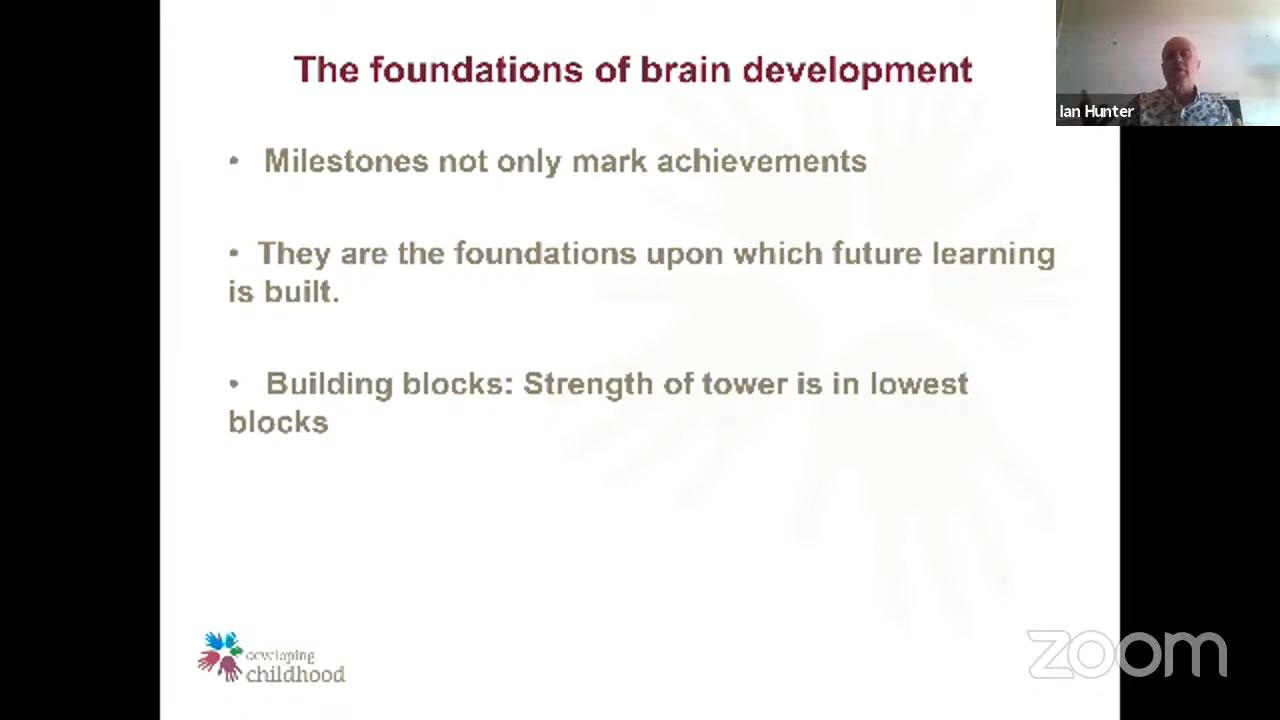 The foundations of brain development
Ian Hunter
• Milestones not only mark achievements
• They are the foundations upon which future learning
is built.
• Building blocks: Strength of tower is in lowest
blocks
developing
childhood
zoom